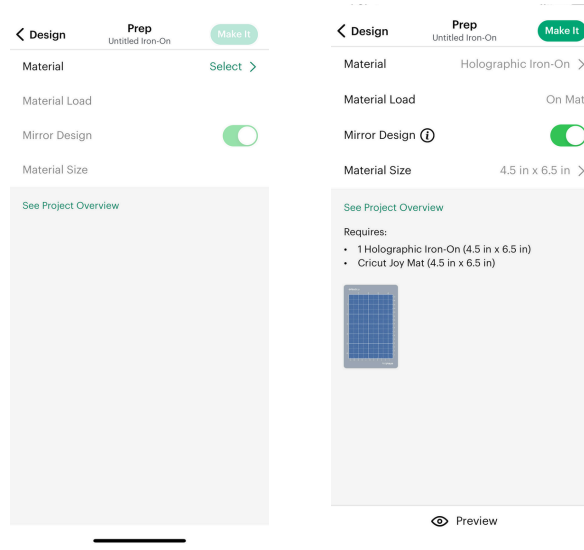 Design
Prep
Untitled Iron-On
Make It
Material
Select
Material Load
Mirror Design
Material Size
See Project Overview
Design
Prep
Untitled Iron-On
Make It
Material
Holographic Iron-On
Material Load
On Mat
Mirror Design
Material Size
4.5 in x 6.5 in
See Project Overview
Requires:
• 1 Holographic Iron-On (4.5 in x 6.5 in)
• Cricut Joy Mat (4.5 in x 6.5 in)
Preview